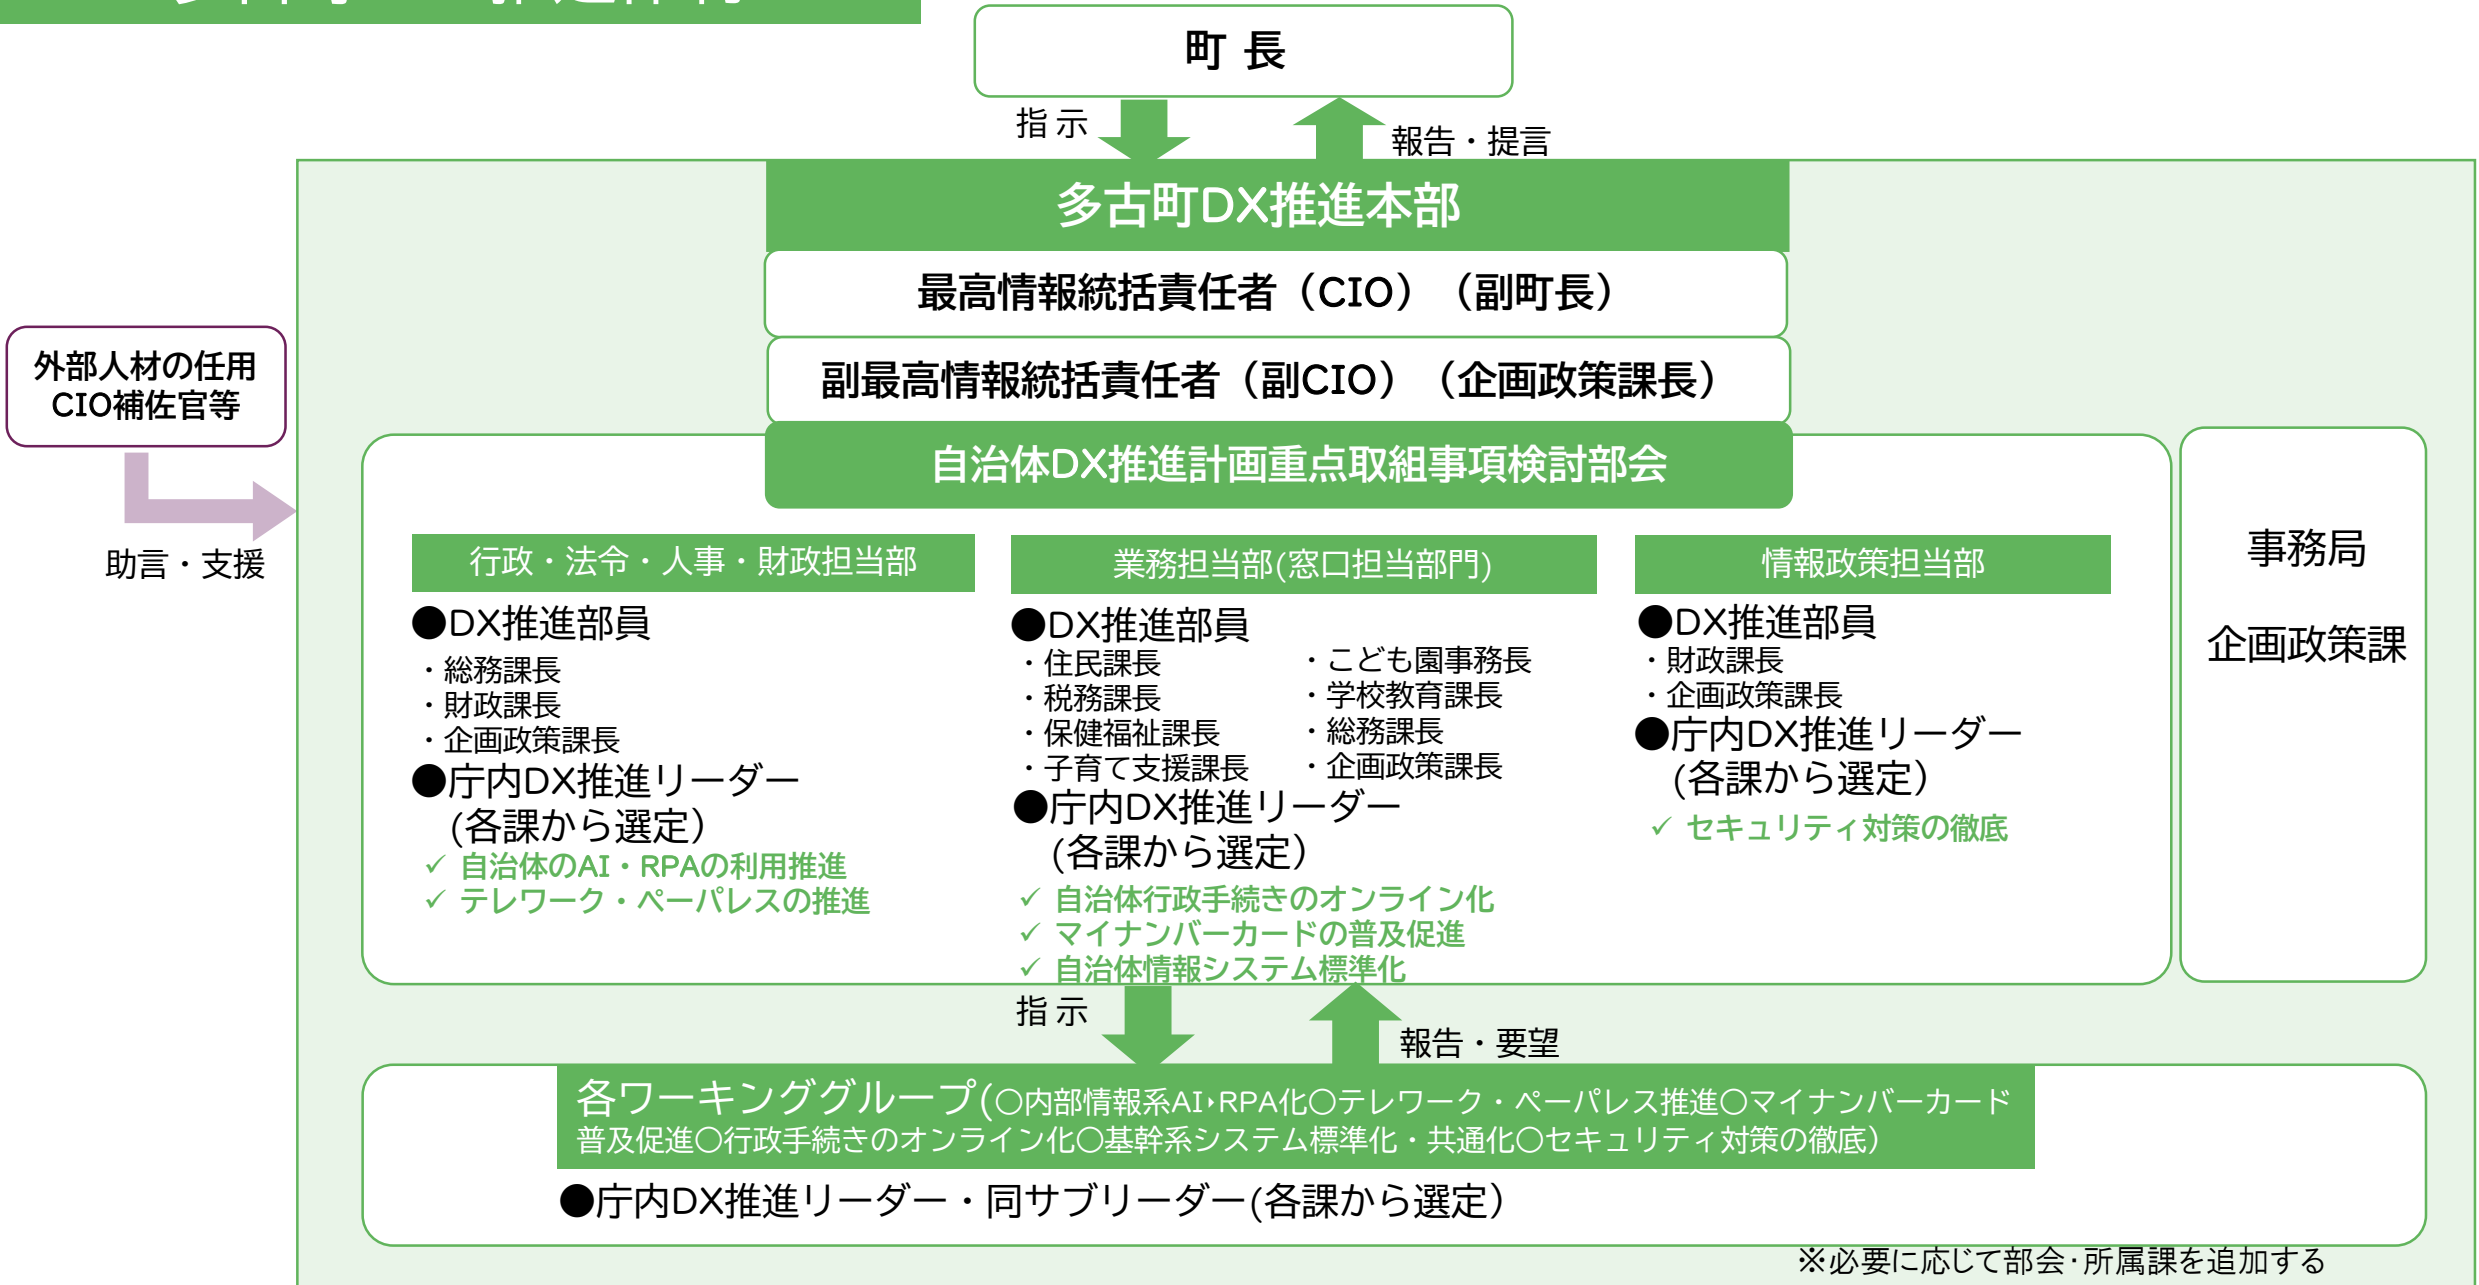 町 長
指 示
報告・提言
多古町DX推進本部
最高情報統括責任者（CIO）（副町長）
副最高情報統括責任者（副CIO）（企画政策課長）
外部人材の任用
CIO補佐官等
助言・支援
自治体DX推進計画重点取組事項検討部会
行政・法令・人事・財政担当部
●DX推進部員
・総務課長
・財政課長
・企画政策課長
●庁内DX推進リーダー
(各課から選定）
✓ 自治体のAI・RPAの利用推進
✓ テレワーク・ペーパレスの推進
業務担当部(窓口担当部門)
●DX推進部員
・住民課長
・税務課長
・保健福祉課長
・子育て支援課長
・こども園事務長
・学校教育課長
・総務課長
・企画政策課長
●庁内DX推進リーダー
(各課から選定）
✓ 自治体行政手続きのオンライン化
✓ マイナンバーカードの普及促進
✓ 自治体情報システム標準化
情報政策担当部
●DX推進部員
・財政課長
・企画政策課長
●庁内DX推進リーダー
(各課から選定）
✓ セキュリティ対策の徹底
事務局
企画政策課
指 示
報告・要望
各ワーキンググループ(○内部情報系AI・RPA化○テレワーク・ペーパレス推進○マイナンバーカード
普及促進○行政手続きのオンライン化○基幹系システム標準化・共通化○セキュリティ対策の徹底）
●庁内DX推進リーダー・同サブリーダー(各課から選定）
※必要に応じて部会・所属課を追加する